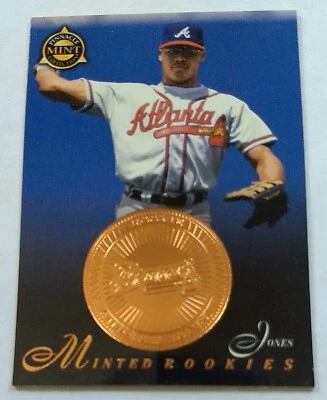 PINNACLE
MINT
COLLECTION
A
Atlanta
Braves
JONES
MINTED ROOKIES